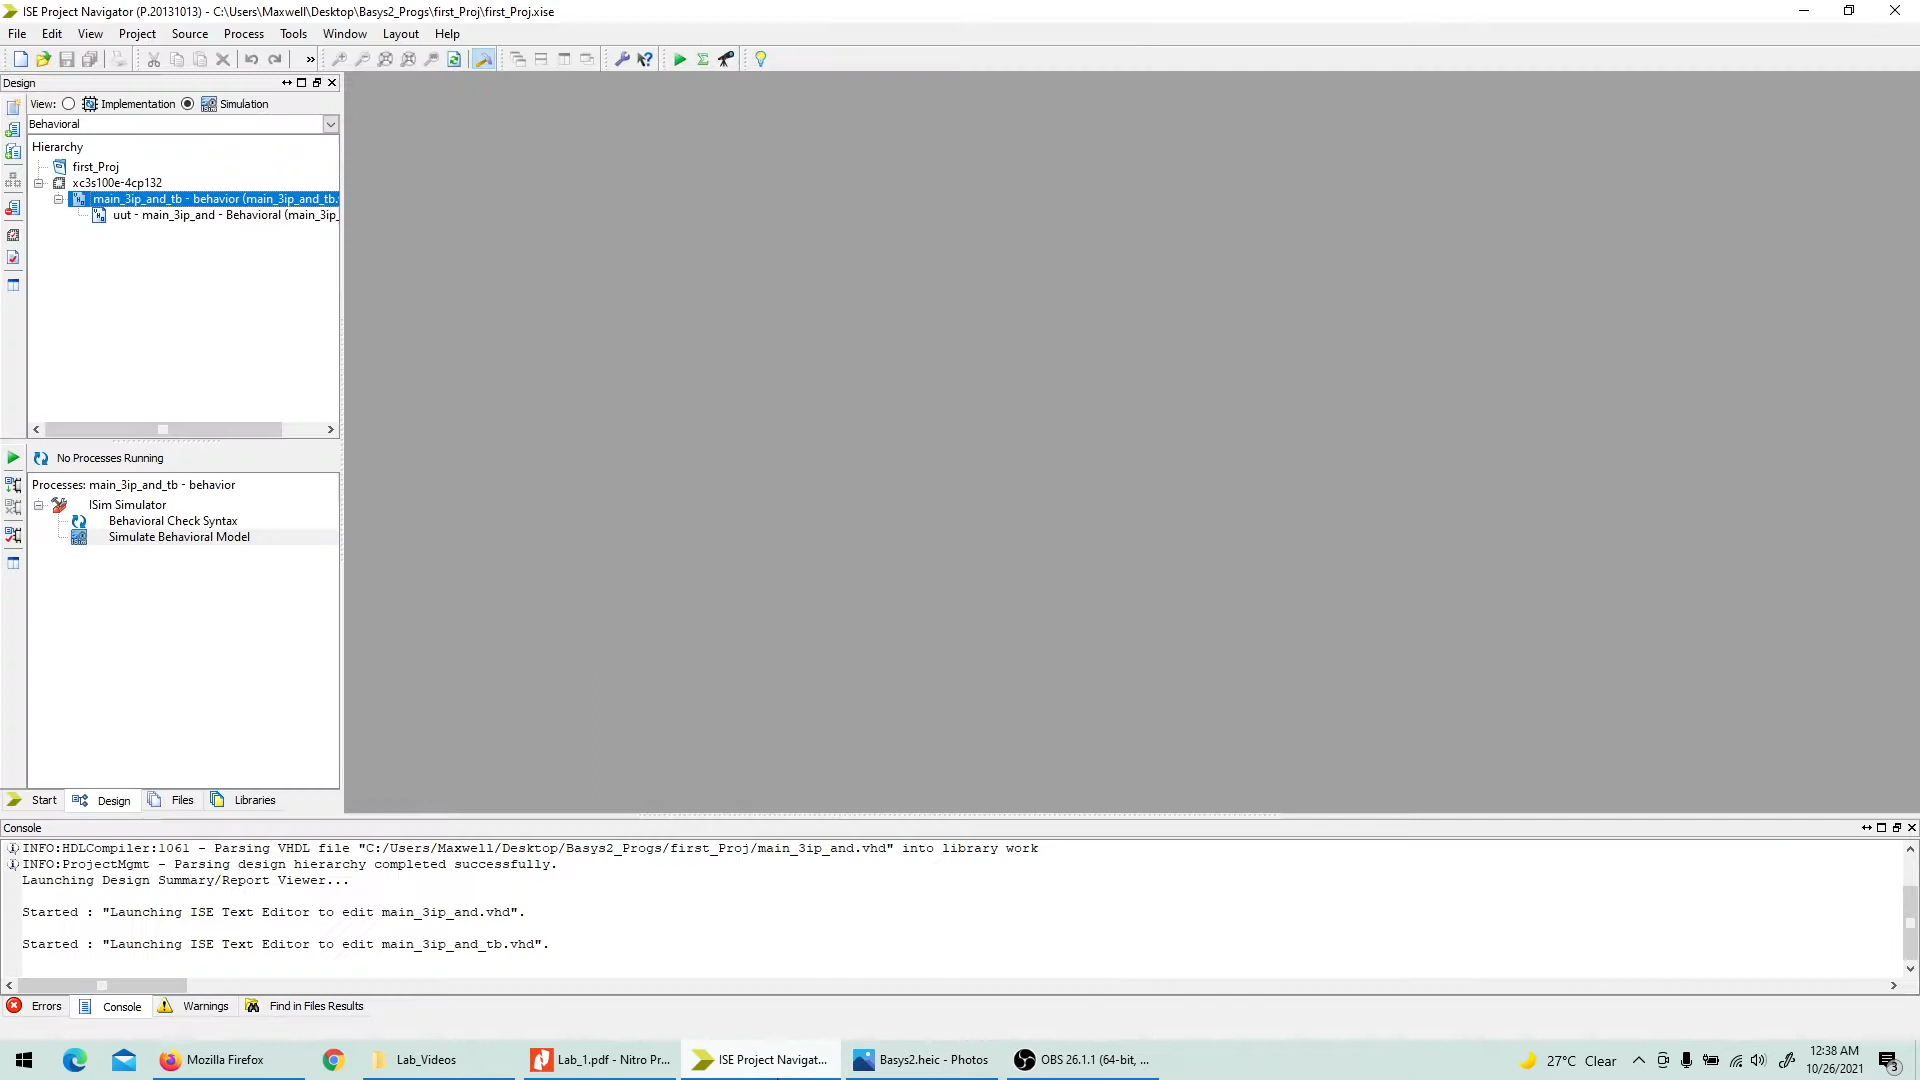 ISE Project Navigator (P.20131013) - C:\Users\Maxwell\Desktop\Basys2_Progs\first_Proj\first_Proj.xise
File Edit View Project Source Process Tools Window Layout Help
»
Design
View: Implementation Simulation
Behavioral
Hierarchy
first_Proj
xc3s100e-4cp132
main_3ip_and_tb - behavior (main_3ip_and_tb.
uut - main_3ip_and - Behavioral (main_3ip_
No Processes Running
Processes: main_3ip_and_tb - behavior
ISim Simulator
Behavioral Check Syntax
Simulate Behavioral Model
Start Design Files Libraries
Console
INFO:HDLCompiler:1061 - Parsing VHDL file "C:/Users/Maxwell/Desktop/Basys2_Progs/first_Proj/main_3ip_and.vhd" into library work
INFO:ProjectMgmt - Parsing design hierarchy completed successfully.
Launching Design Summary/Report Viewer...
Started : "Launching ISE Text Editor to edit main_3ip_and.vhd".
Started : "Launching ISE Text Editor to edit main_3ip_and_tb.vhd".
Errors Console Warnings Find in Files Results
Mozilla Firefox Lab_Videos Lab_1.pdf - Nitro Pr... ISE Project Navigat... Basys2.heic - Photos OBS 26.1.1 (64-bit, ... 27°C Clear 12:38 AM
10/26/2021 3